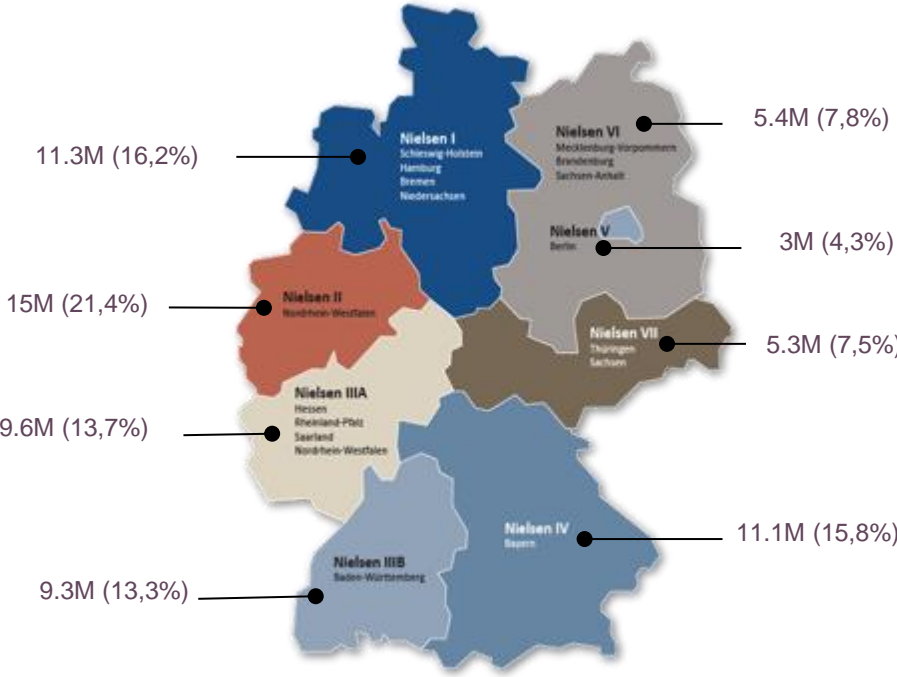 5.4M (7,8%)
Nielsen VI
Mecklenburg-Vorpommern
Brandenburg
Sachsen-Anhalt
Nielsen I
Schleswig-Holstein
Hamburg
Bremen
Niedersachsen
11.3M (16,2%)
Nielsen V
Berlin
3M (4,3%)
15M (21,4%)
Nielsen II
Nordrhein-Westfalen
Nielsen VII
Thüringen
Sachsen
5.3M (7,5%)
Nielsen IIIA
Hessen
Rheinland-Pfalz
Saarland
Nordrhein-Westfalen
9.6M (13,7%)
Nielsen IV
Bayern
11.1M (15,8%)
Nielsen IIIB
Baden-Württemberg
9.3M (13,3%)